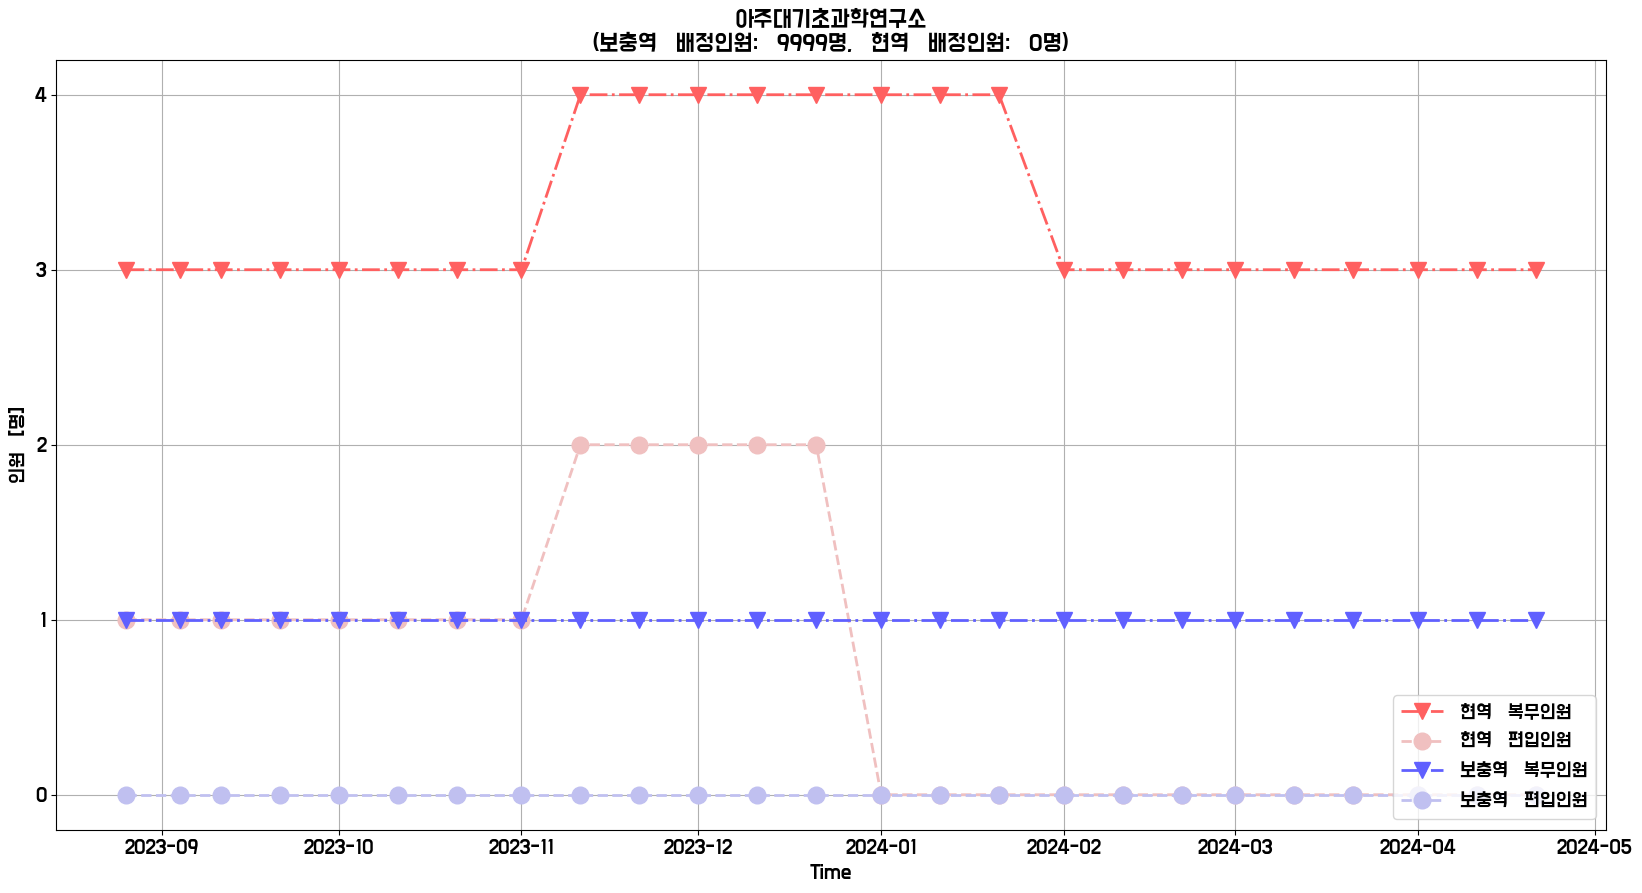 아주대기초과학연구소
(보충역 배정인원: 9999명, 현역 배정인원: 0명)
4
3
2
1
0
인원 [명]
2023-09
2023-10
2023-11
2023-12
2024-01
2024-02
2024-03
2024-04
2024-05
Time
현역 복무인원
현역 편입인원
보충역 복무인원
보충역 편입인원